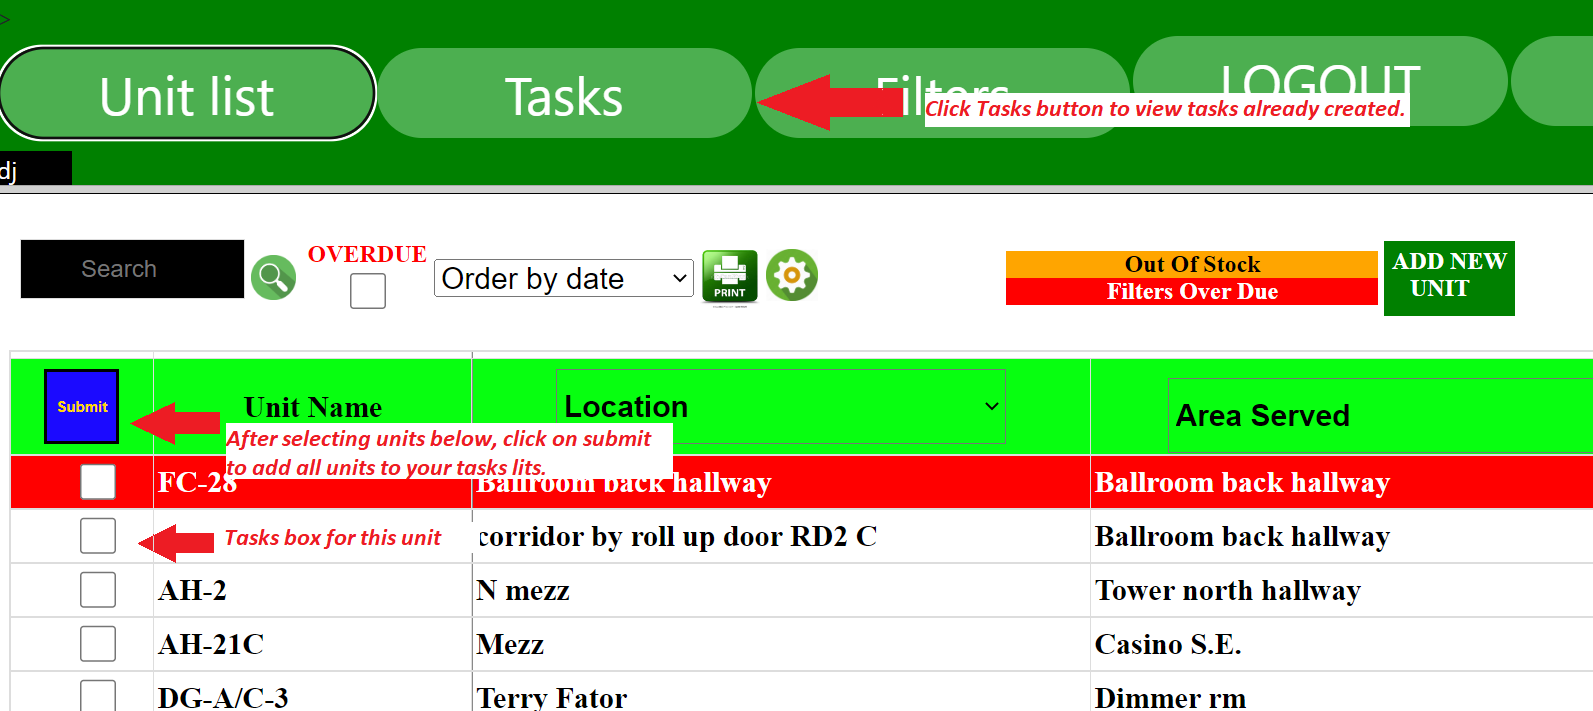 >
Unit list
Tasks
Filters
LOGOUT
Click Tasks button to view tasks already created.
dj
Search
OVERDUE
Order by date
PRINT
Out Of Stock
Filters Over Due
ADD NEW
UNIT
Submit
Unit Name
Location
Area Served
After selecting units below, click on submit
to add all units to your tasks lits.
FC-28
Ballroom back hallway
Ballroom back hallway
Tasks box for this unit
corridor by roll up door RD2 C
Ballroom back hallway
AH-2
N mezz
Tower north hallway
AH-21C
Mezz
Casino S.E.
DG-A/C-3
Terry Fator
Dimmer rm